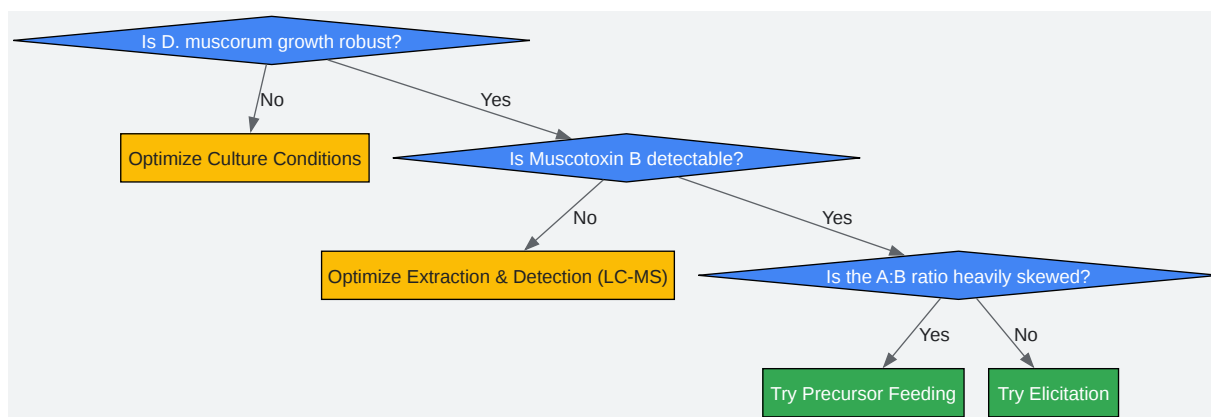 Is D. muscorum growth robust?
No
Yes
Optimize Culture Conditions
Is Muscotoxin B detectable?
No
Yes
Optimize Extraction & Detection (LC-MS)
Is the A:B ratio heavily skewed?
Yes
No
Try Precursor Feeding
Try Elicitation